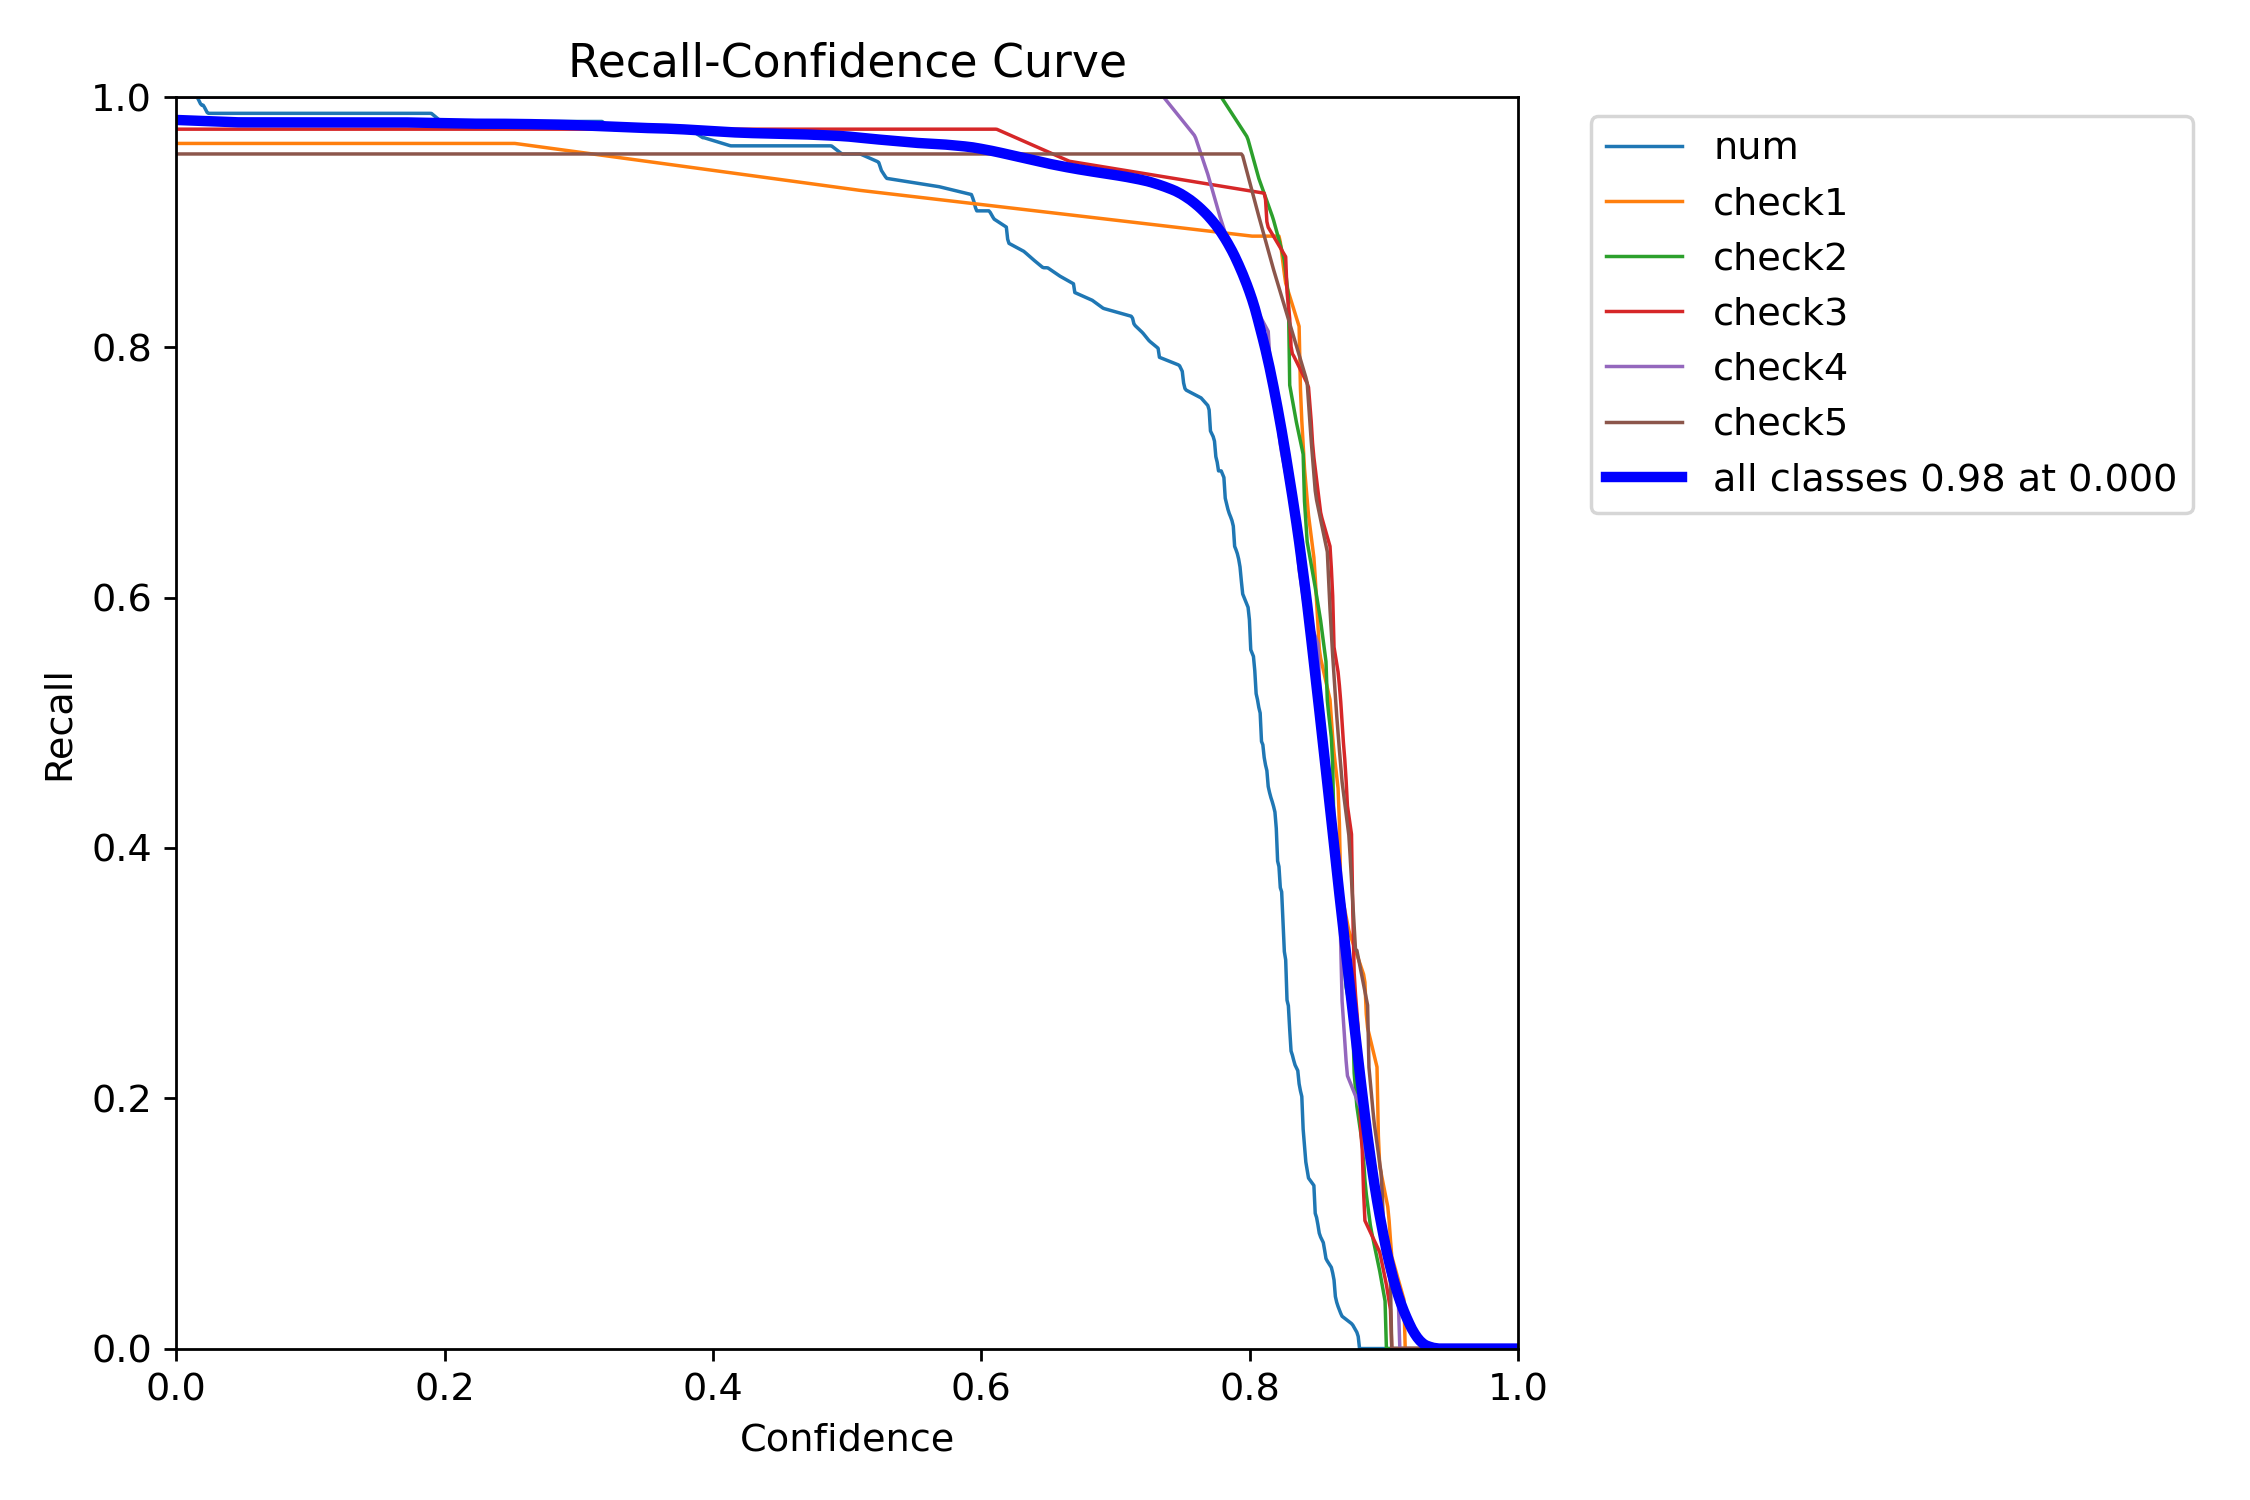 Recall-Confidence Curve
1.0
0.8
0.6
0.4
0.2
0.0
Recall
0.0 0.2 0.4 0.6 0.8 1.0
Confidence
num
check1
check2
check3
check4
check5
all classes 0.98 at 0.000